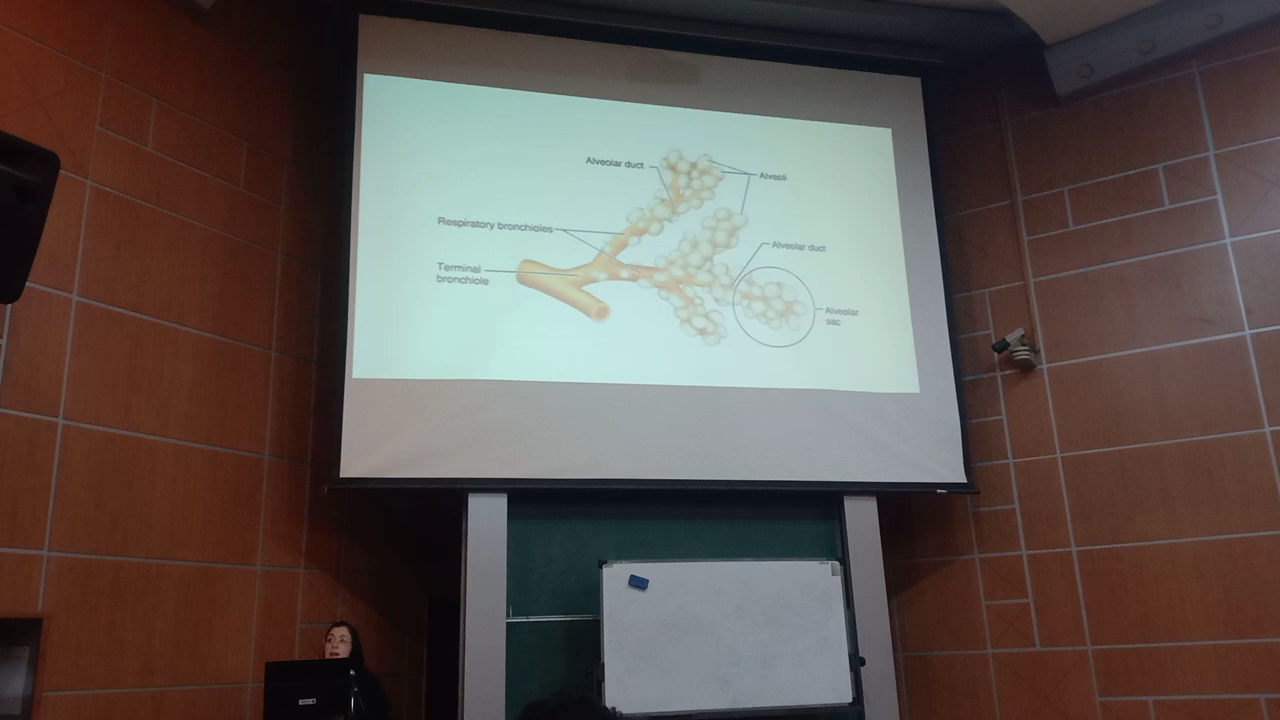 Alveolar duct
Alveoli
Respiratory bronchioles
Alveolar duct
Terminal
bronchiole
Alveolar
sac